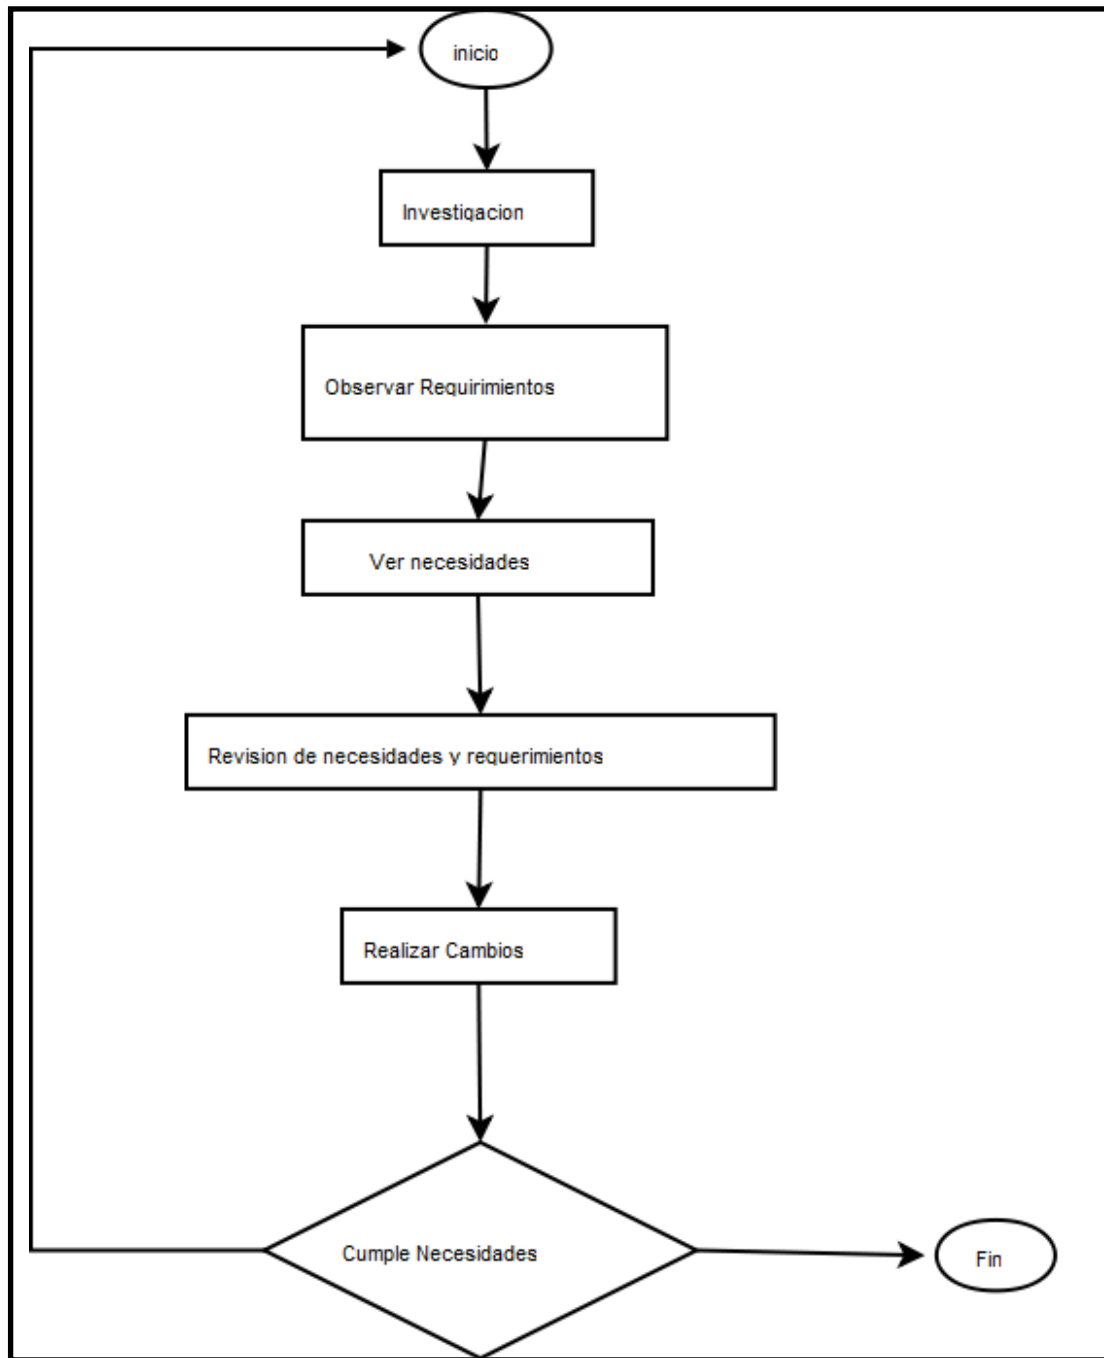 inicio
Investigacion
Observar Requirimientos
Ver necesidades
Revision de necesidades y requerimientos
Realizar Cambios
Cumple Necesidades
Fin